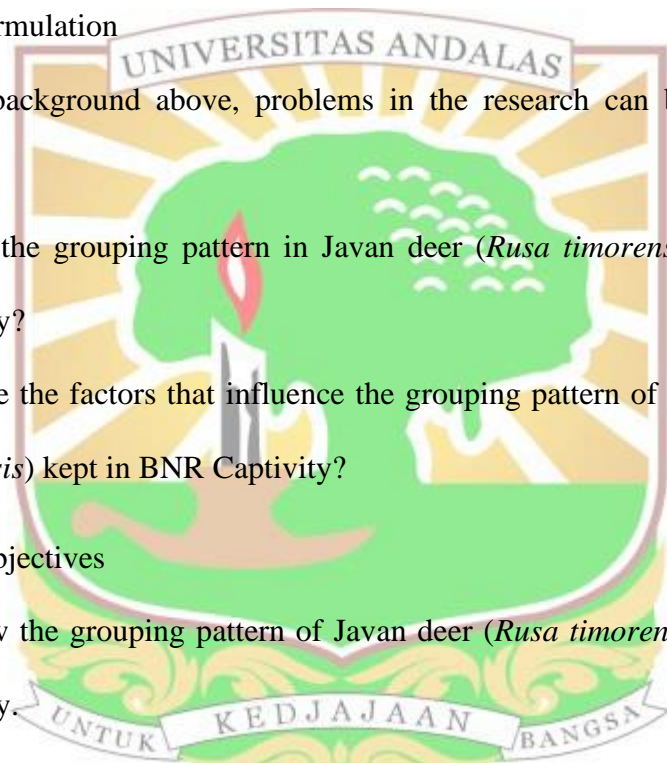 rmulation
UNIVERSITAS ANDALAS
background above, problems in the research can b
the grouping pattern in Javan deer (Rusa timorens
y?
e the factors that influence the grouping pattern of
is) kept in BNR Captivity?
bjectives
v the grouping pattern of Javan deer (Rusa timorens
y.
UNTUK KEDJAJAAN BANGSA